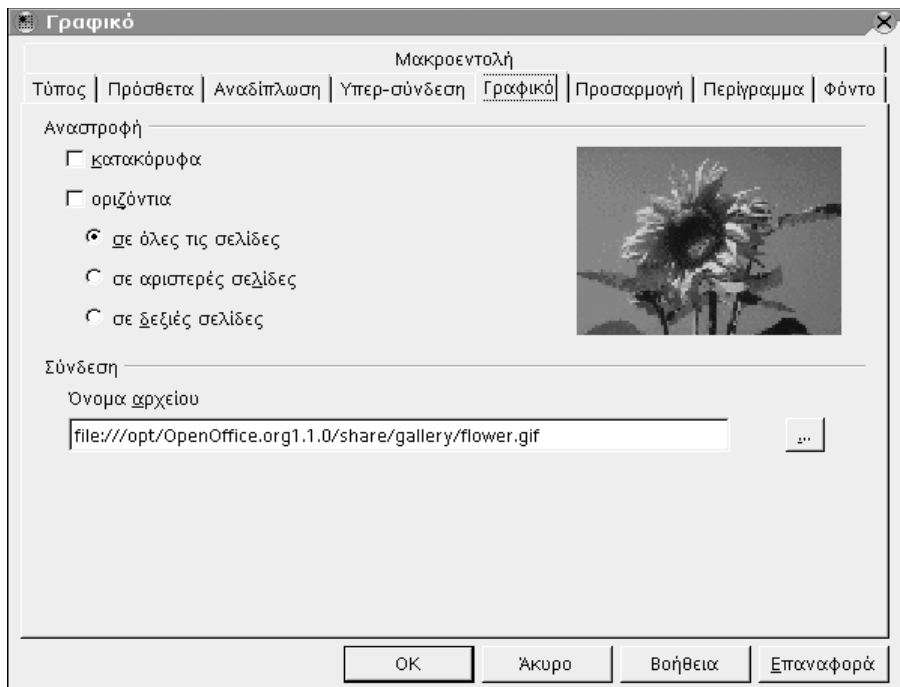 Γραφικό
Μακροεντολή
Τύπος Πρόσθετα Αναδίπλωση Υπερ-σύνδεση Γραφικό Προσαρμογή Περίγραμμα Φόντο
Αναστροφή
κατακόρυφα
οριζόντια
σε όλες τις σελίδες
σε αριστερές σελίδες
σε δεξιές σελίδες
Σύνδεση
Όνομα αρχείου
file:///opt/OpenOffice.org1.1.0/share/gallery/flower.gif
...
OK Άκυρο Βοήθεια Επαναφορά